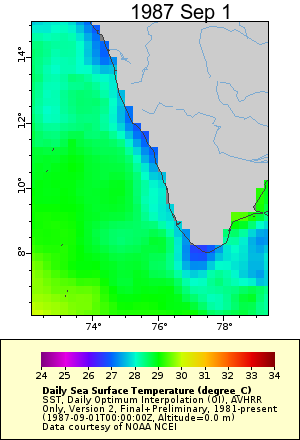 1987 Sep 1
14°
12°
10°
8°
74° 76° 78°
24 25 26 27 28 29 30 31 32 33 34
Daily Sea Surface Temperature (degree_C)
SST, Daily Optimum Interpolation (OI), AVHRR
Only, Version 2, Final+Preliminary, 1981-present
(1987-09-01T00:00:00Z, Altitude=0.0 m)
Data courtesy of NOAA NCEI